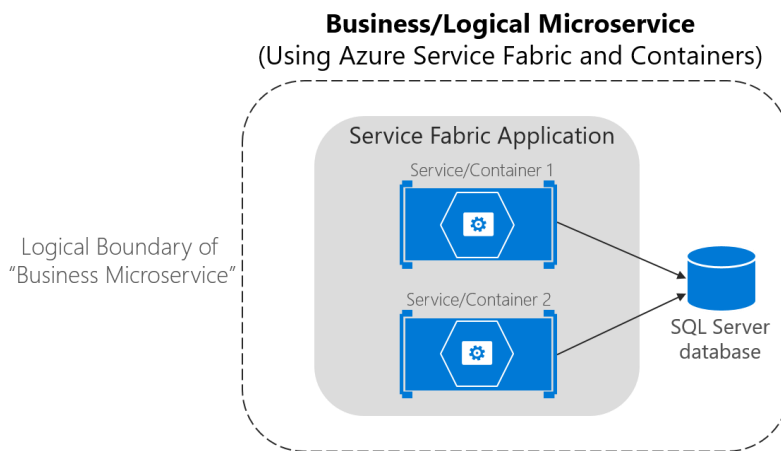 Business/Logical Microservice
(Using Azure Service Fabric and Containers)
Service Fabric Application
Service/Container 1
Logical Boundary of
“Business Microservice”
Service/Container 2
SQL Server
database